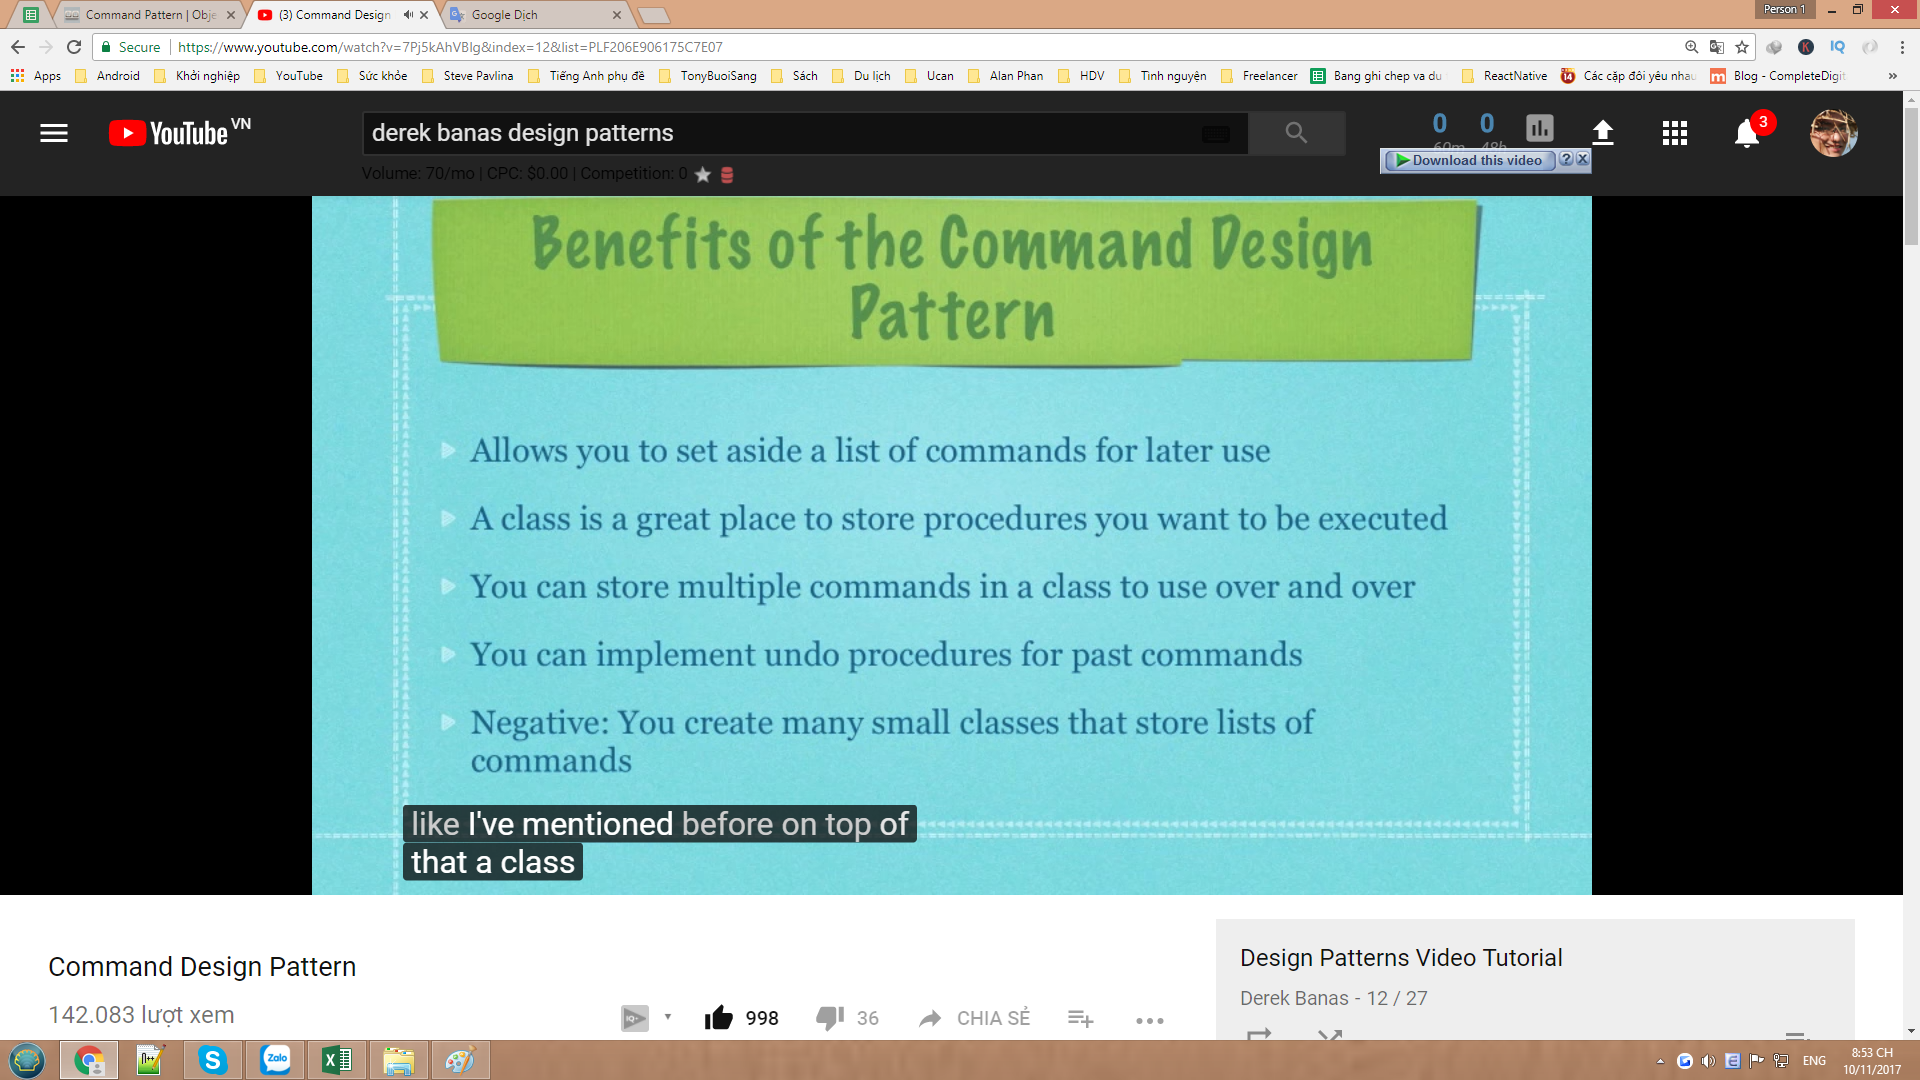 Command Pattern | Obje
(3) Command Design
Google Dịch
Person 1
Secure
https://www.youtube.com/watch?v=7Pj5kAhVBlg&index=12&list=PLF206E906175C7E07
Apps
Android
Khởi nghiệp
YouTube
Sức khỏe
Steve Pavlina
Tiếng Anh phụ đề
TonyBuoiSang
Sách
Du lịch
Ucan
Alan Phan
HDV
Tình nguyện
Freelancer
Bang ghi chep va du
ReactNative
Các cặp đôi yêu nhau
Blog - CompleteDigit
YouTube VN
derek banas design patterns
0 0
60m 48h
3
Download this video
Volume: 70/mo | CPC: $0.00 | Competition: 0
Benefits of the Command Design
Pattern
Allows you to set aside a list of commands for later use
A class is a great place to store procedures you want to be executed
You can store multiple commands in a class to use over and over
You can implement undo procedures for past commands
Negative: You create many small classes that store lists of
commands
like I've mentioned before on top of
that a class
Command Design Pattern
142.083 lượt xem
998
36
CHIA SẺ
Design Patterns Video Tutorial
Derek Banas - 12 / 27
ENG
8:53 CH
10/11/2017